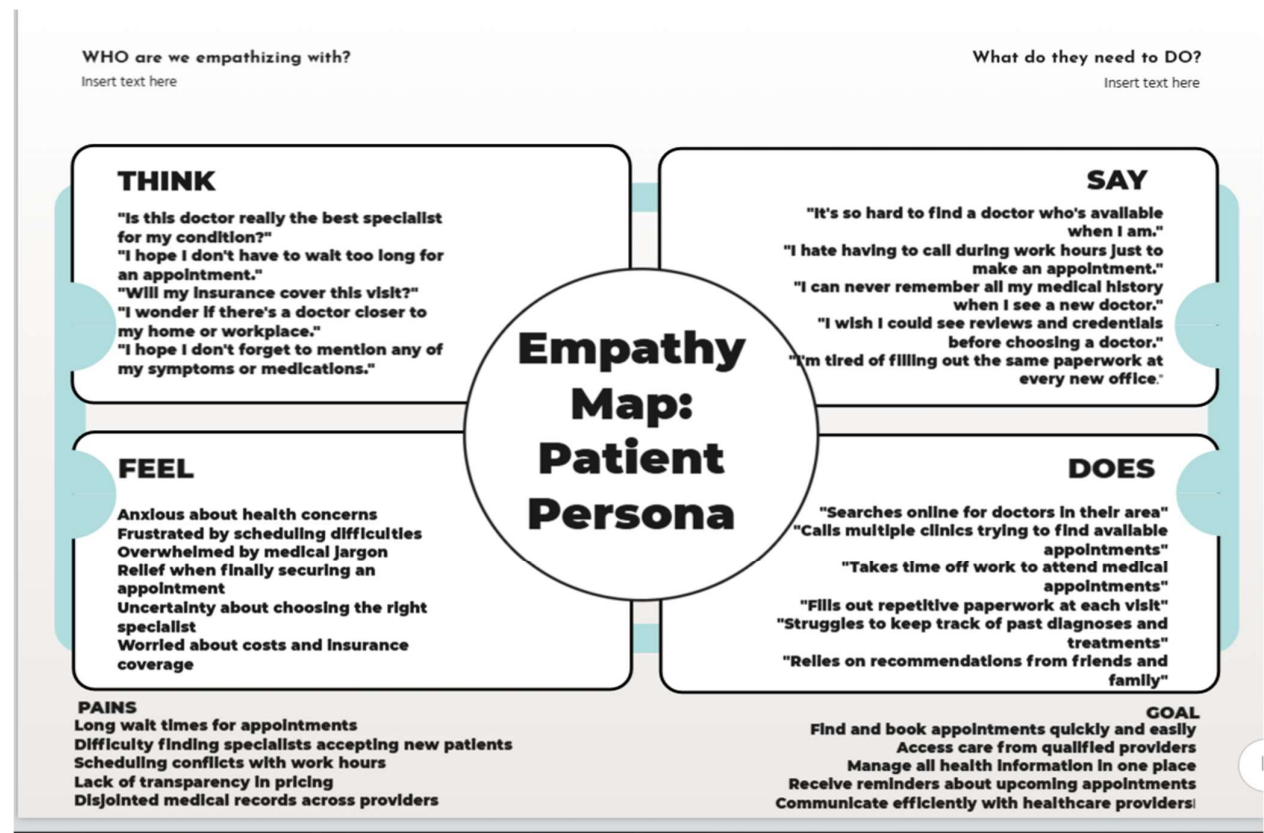 WHO are we empathizing with?
Insert text here
What do they need to DO?
Insert text here
THINK
"Is this doctor really the best specialist
for my condition?"
"I hope I don't have to wait too long for
an appointment."
"Will my insurance cover this visit?"
"I wonder if there's a doctor closer to
my home or workplace."
"I hope I don't forget to mention any of
my symptoms or medications."
SAY
"It's so hard to find a doctor who's available
when I am."
"I hate having to call during work hours just to
make an appointment."
"I can never remember all my medical history
when I see a new doctor."
"I wish I could see reviews and credentials
before choosing a doctor."
"I'm tired of filling out the same paperwork at
every new office."
Empathy
Map:
Patient
Persona
FEEL
Anxious about health concerns
Frustrated by scheduling difficulties
Overwhelmed by medical jargon
Relief when finally securing an
appointment
Uncertainty about choosing the right
specialist
Worried about costs and insurance
coverage
DOES
"Searches online for doctors in their area"
"Calls multiple clinics trying to find available
appointments"
"Takes time off work to attend medical
appointments"
"Fills out repetitive paperwork at each visit"
"Struggles to keep track of past diagnoses and
treatments"
"Relies on recommendations from friends and
family"
PAINS
Long wait times for appointments
Difficulty finding specialists accepting new patients
Scheduling conflicts with work hours
Lack of transparency in pricing
Disjointed medical records across providers
GOAL
Find and book appointments quickly and easily
Access care from qualified providers
Manage all health information in one place
Receive reminders about upcoming appointments
Communicate efficiently with healthcare providers